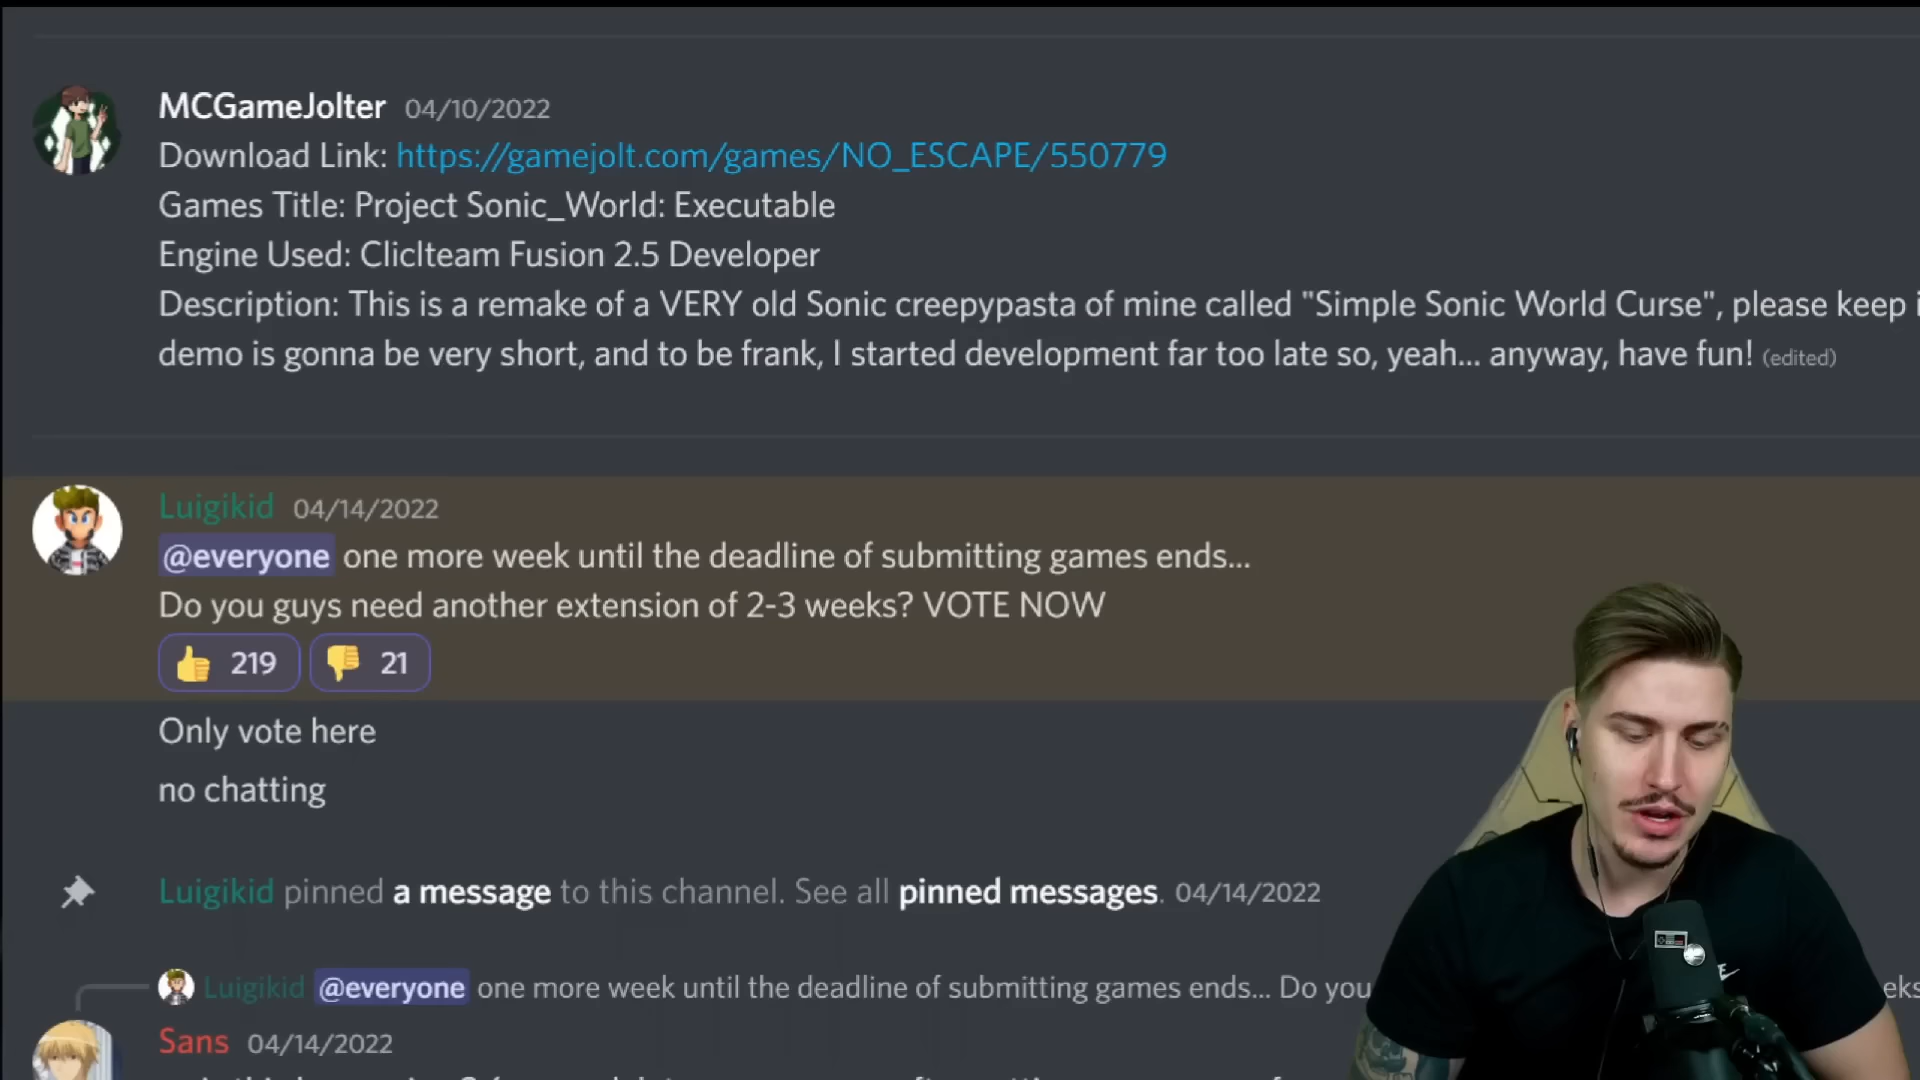 MCGameJolter 04/10/2022
Download Link: https://gamejolt.com/games/NO_ESCAPE/550779
Games Title: Project Sonic_World: Executable
Engine Used: Cliclteam Fusion 2.5 Developer
Description: This is a remake of a VERY old Sonic creepypasta of mine called "Simple Sonic World Curse", please keep
demo is gonna be very short, and to be frank, I started development far too late so, yeah... anyway, have fun! (edited)
Luigikid 04/14/2022
@everyone one more week until the deadline of submitting games ends...
Do you guys need another extension of 2-3 weeks? VOTE NOW
👍 219 👎 21
Only vote here
no chatting
Luigikid pinned a message to this channel. See all pinned messages. 04/14/2022
Luigikid @everyone one more week until the deadline of submitting games ends... Do you
Sans 04/14/2022